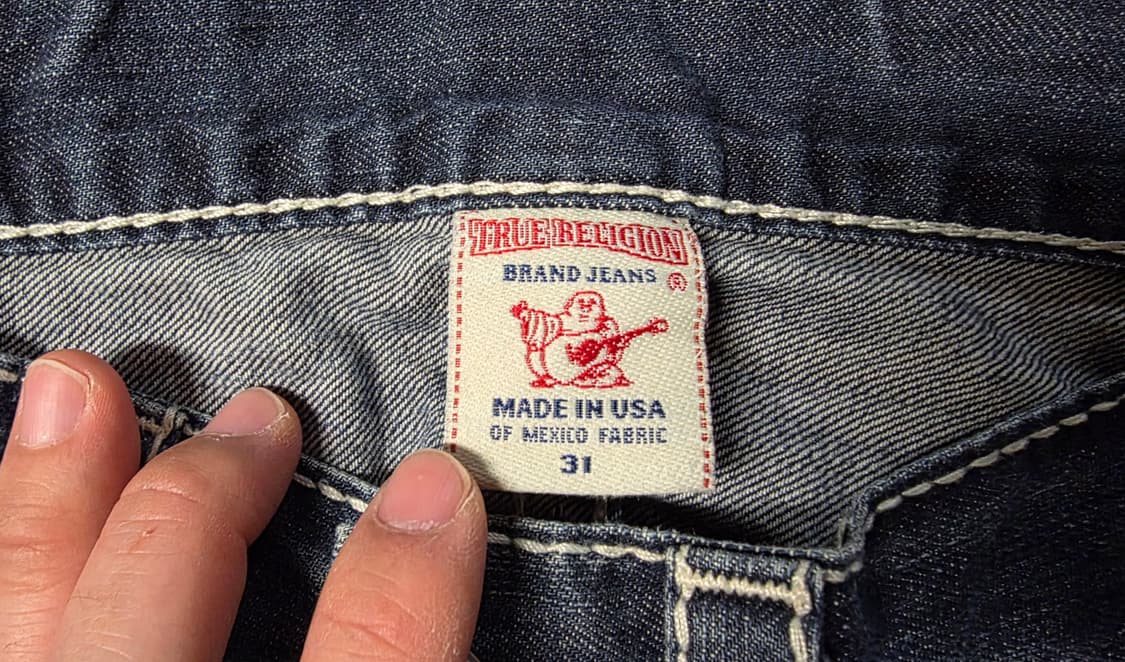 TRUE RELIGION
BRAND JEANS ®
MADE IN USA
OF MEXICO FABRIC
31